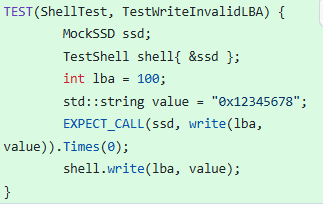 TEST(ShellTest, TestWriteInvalidLBA) {
        MockSSD ssd;
        TestShell shell{ &ssd };
        int lba = 100;
        std::string value = "0x12345678";
        EXPECT_CALL(ssd, write(lba,
value)).Times(0);
        shell.write(lba, value);
}